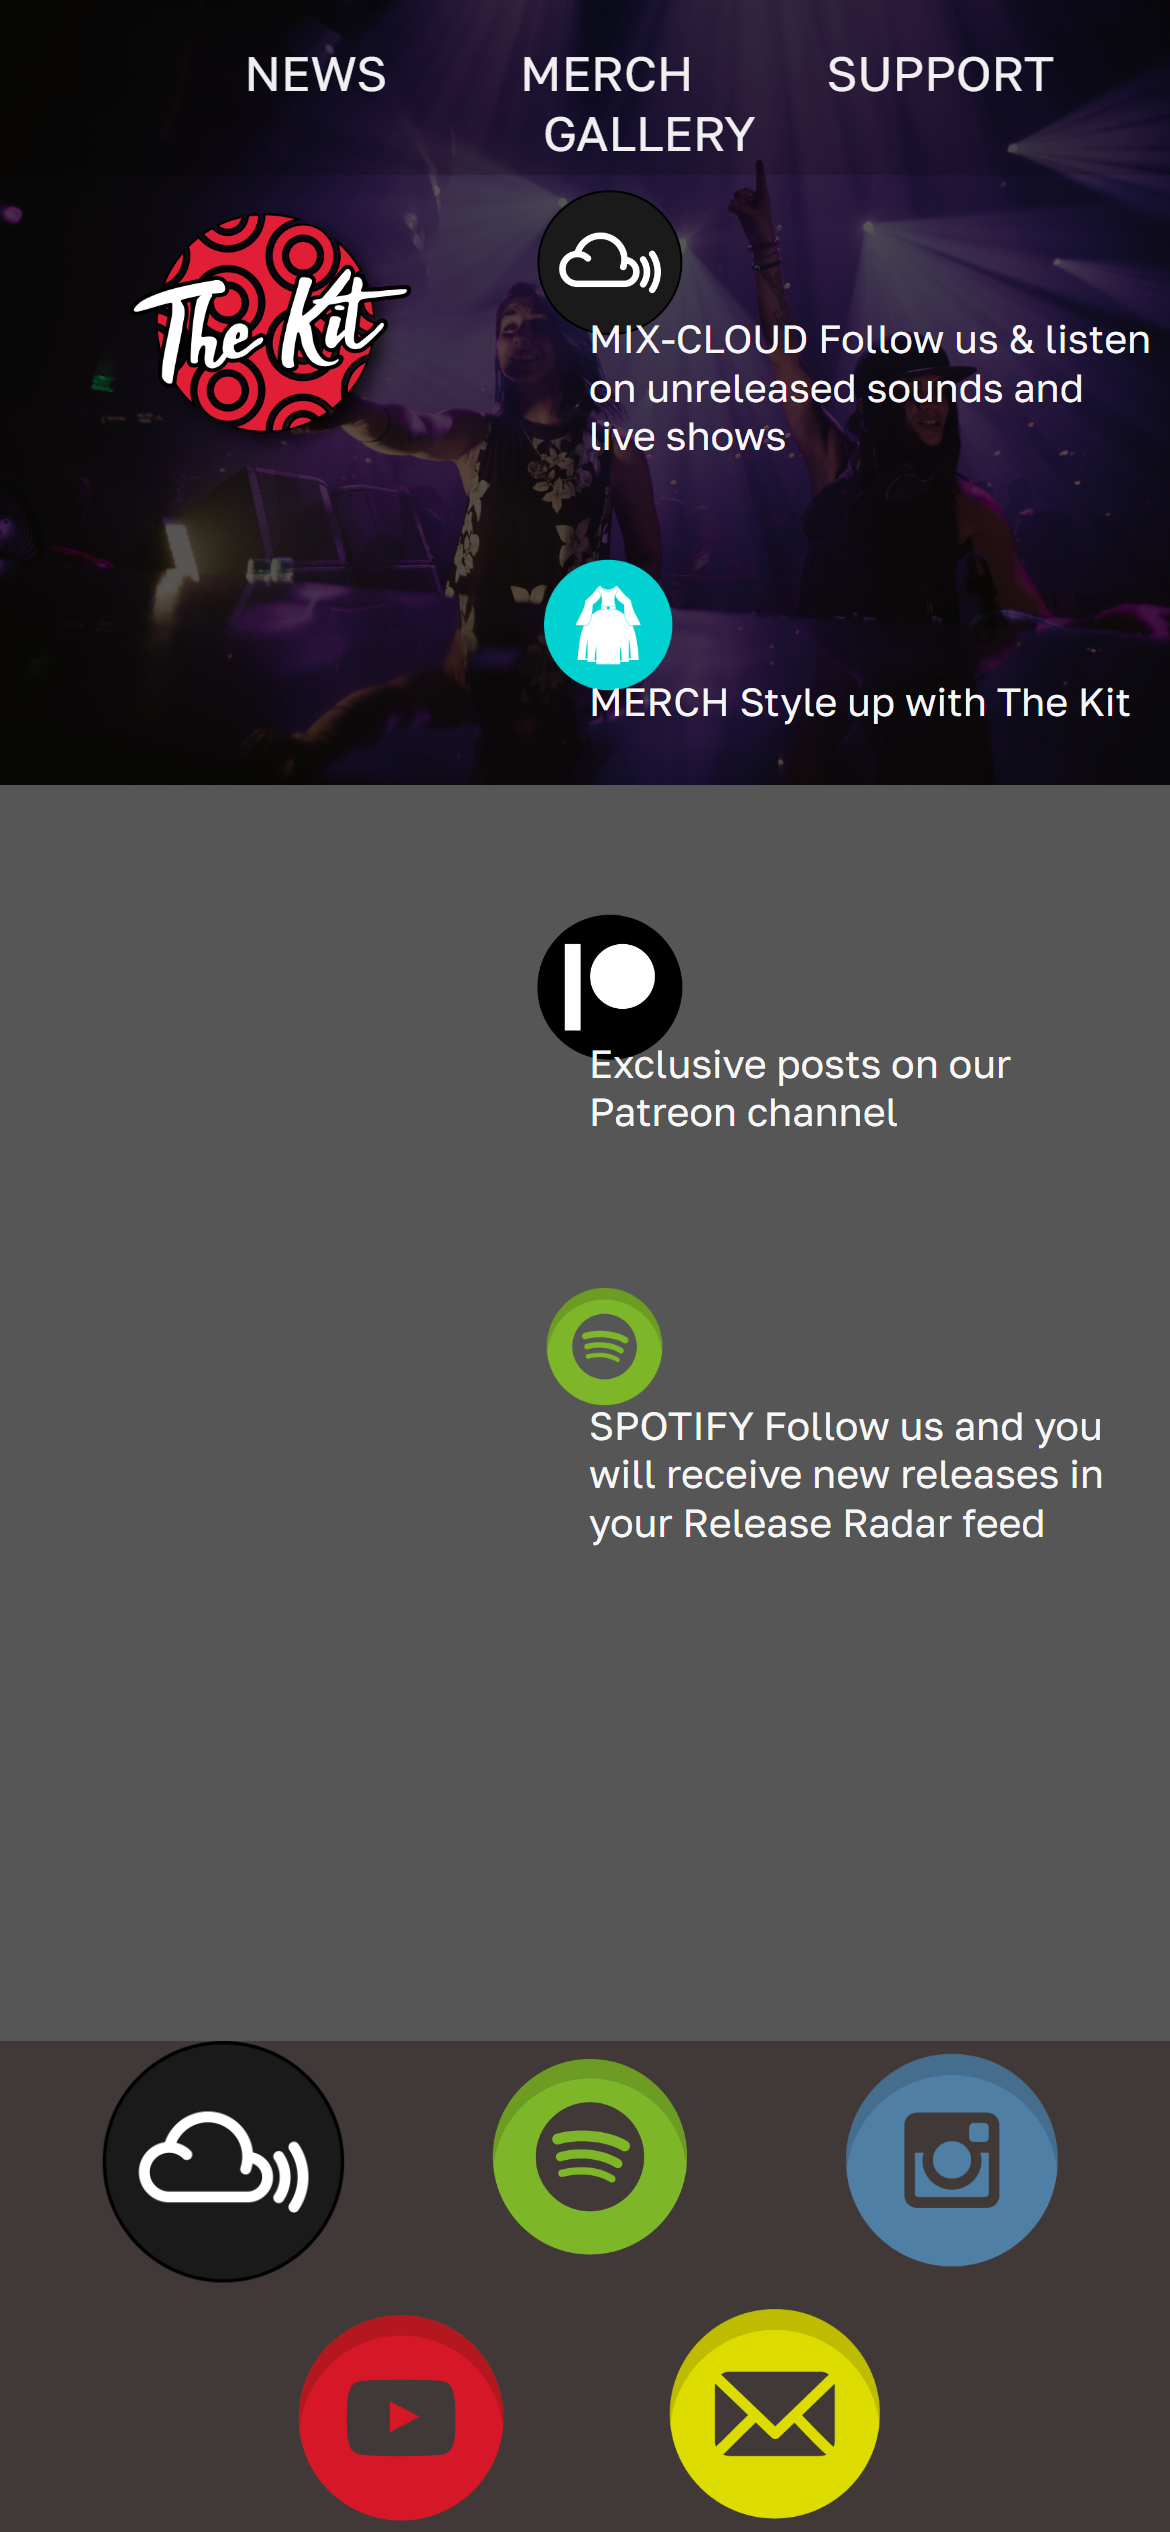 NEWS MERCH SUPPORT
GALLERY
The Kit
MIX-CLOUD Follow us & listen
on unreleased sounds and
live shows
MERCH Style up with The Kit
Exclusive posts on our
Patreon channel
SPOTIFY Follow us and you
will receive new releases in
your Release Radar feed